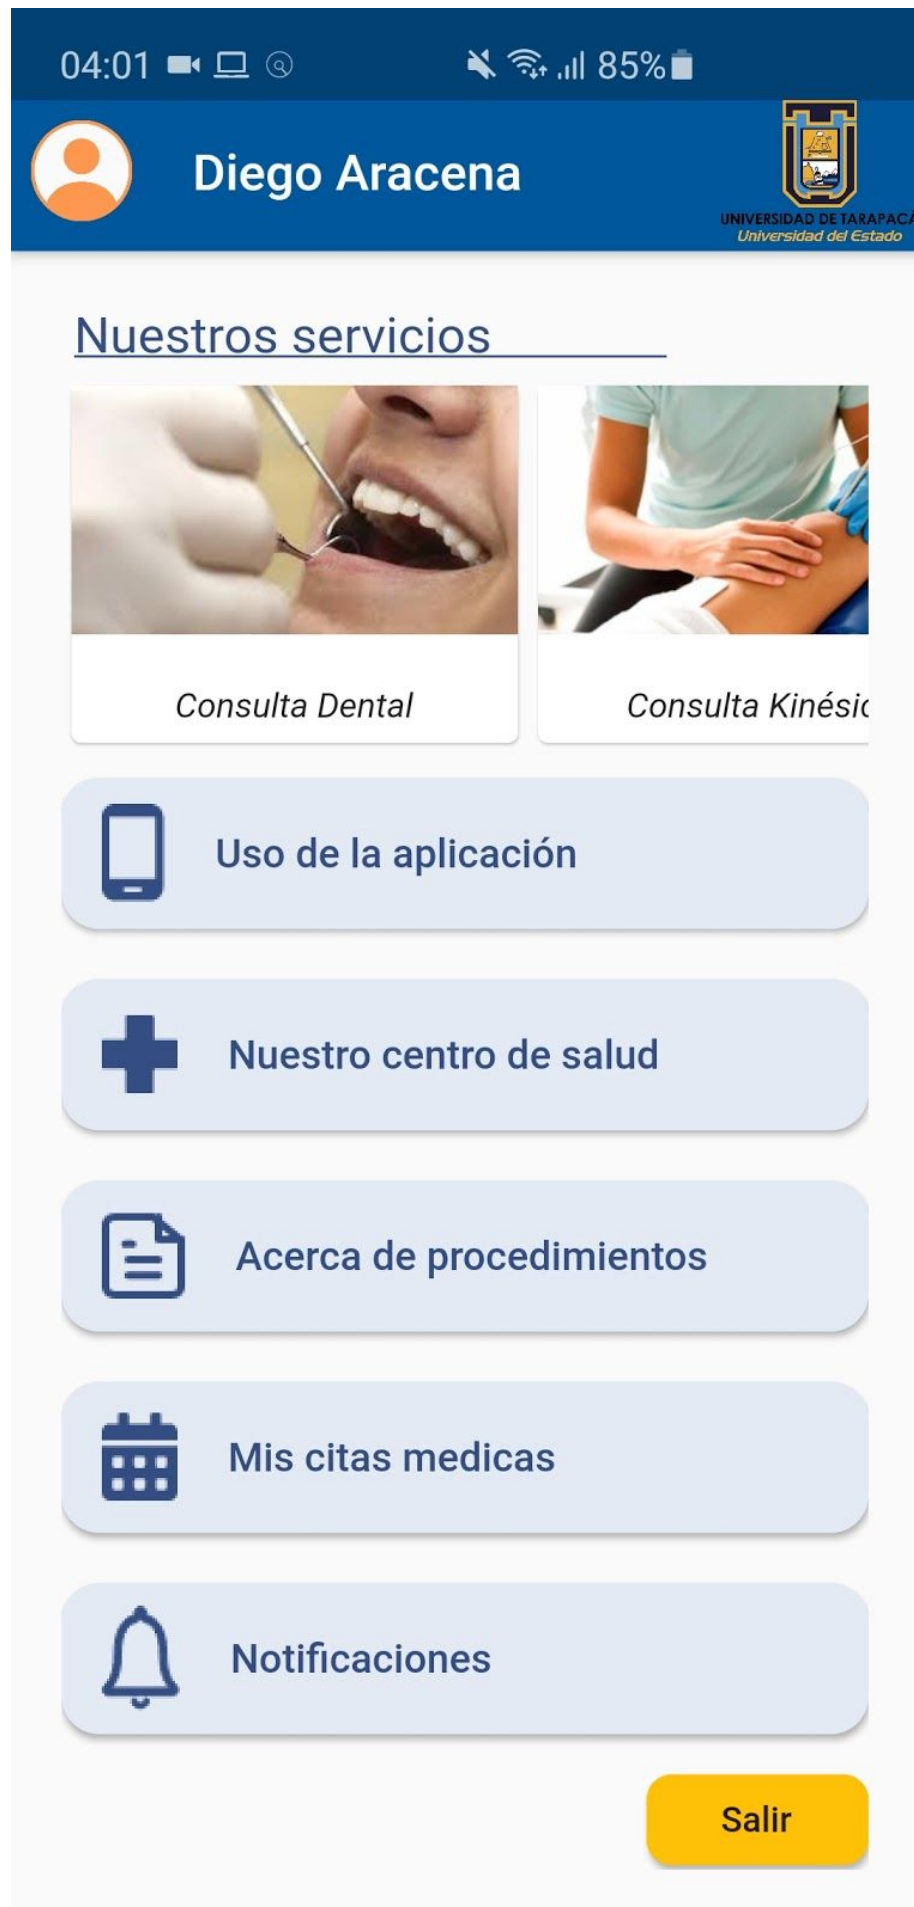 04:01 85%
Diego Aracena
UNIVERSIDAD DE TARAPACÁ
Universidad del Estado
Nuestros servicios
Consulta Dental
Consulta Kinésic
Uso de la aplicación
Nuestro centro de salud
Acerca de procedimientos
Mis citas medicas
Notificaciones
Salir